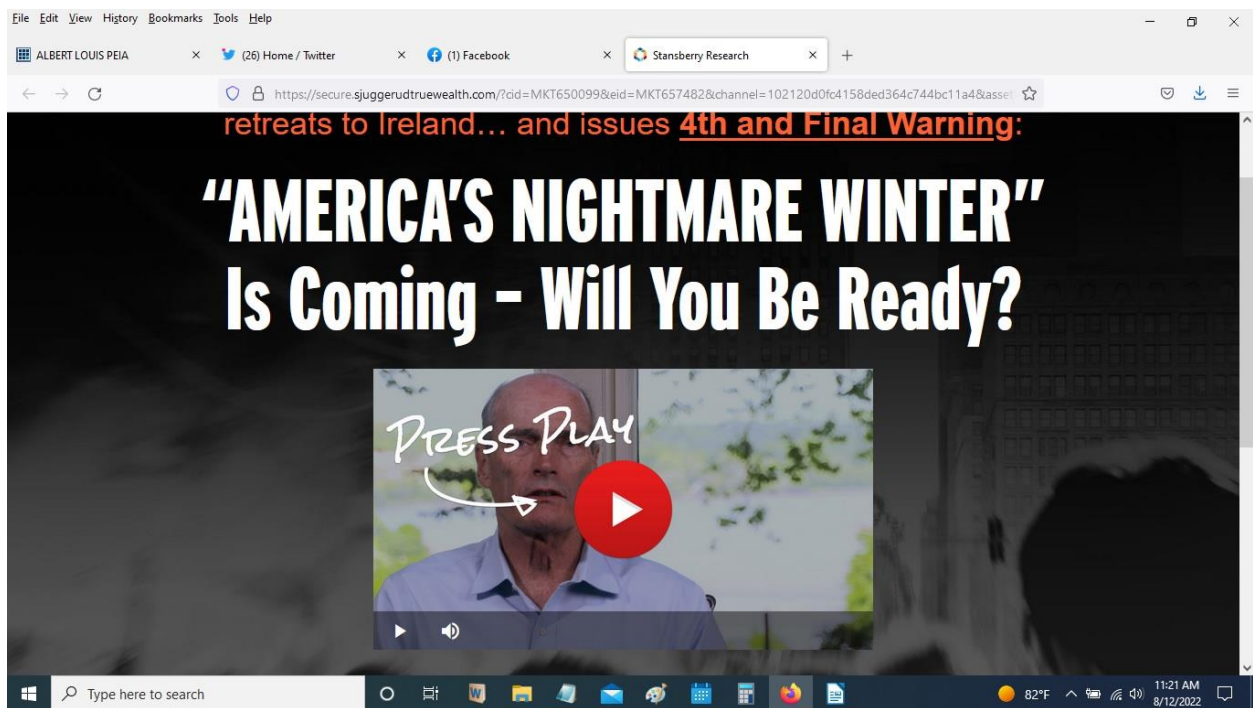 File Edit View History Bookmarks Tools Help
ALBERT LOUIS PEIA
(26) Home / Twitter
(1) Facebook
Stansberry Research
https://secure.sjuggerudtruewealth.com/?cid=MKT650099&eid=MKT657482&channel=102120d0fc4158ded364c744bc11a4&asset
retreats to Ireland… and issues 4th and Final Warning:
“AMERICA’S NIGHTMARE WINTER”
Is Coming – Will You Be Ready?
PRESS PLAY
Type here to search
82°F
11:21 AM
8/12/2022